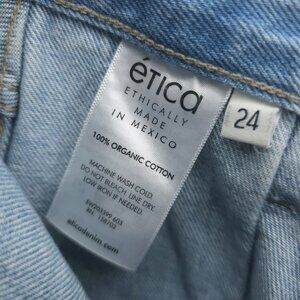 ética
ETHICALLY
MADE
IN MEXICO
100% ORGANIC COTTON
MACHINE WASH COLD.
DO NOT BLEACH. LINE DRY.
LOW IRON IF NEEDED.
eticadenim.com
24